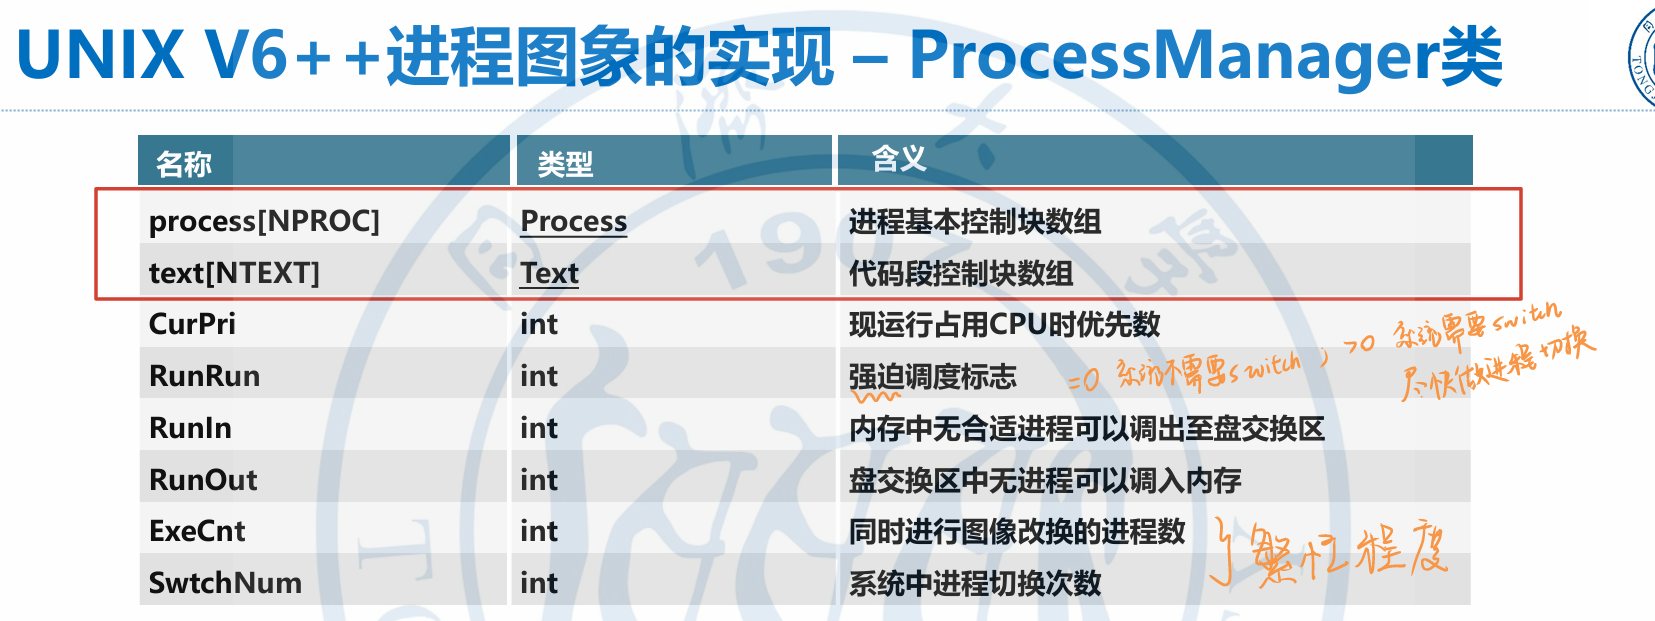 UNIX V6++进程图象的实现 – ProcessManager类
名称 类型 含义
process[NPROC] Process 进程基本控制块数组
text[NTEXT] Text 代码段控制块数组
CurPri int 现运行占用CPU时优先数
RunRun int 强迫调度标志 =0 系统不需要switch; >0 系统需要switch
尽快做进程切换
RunIn int 内存中无合适进程可以调出至盘交换区
RunOut int 盘交换区中无进程可以调入内存
ExeCnt int 同时进行图像改换的进程数
SwtchNum int 系统中进程切换次数
繁忙程度
1907